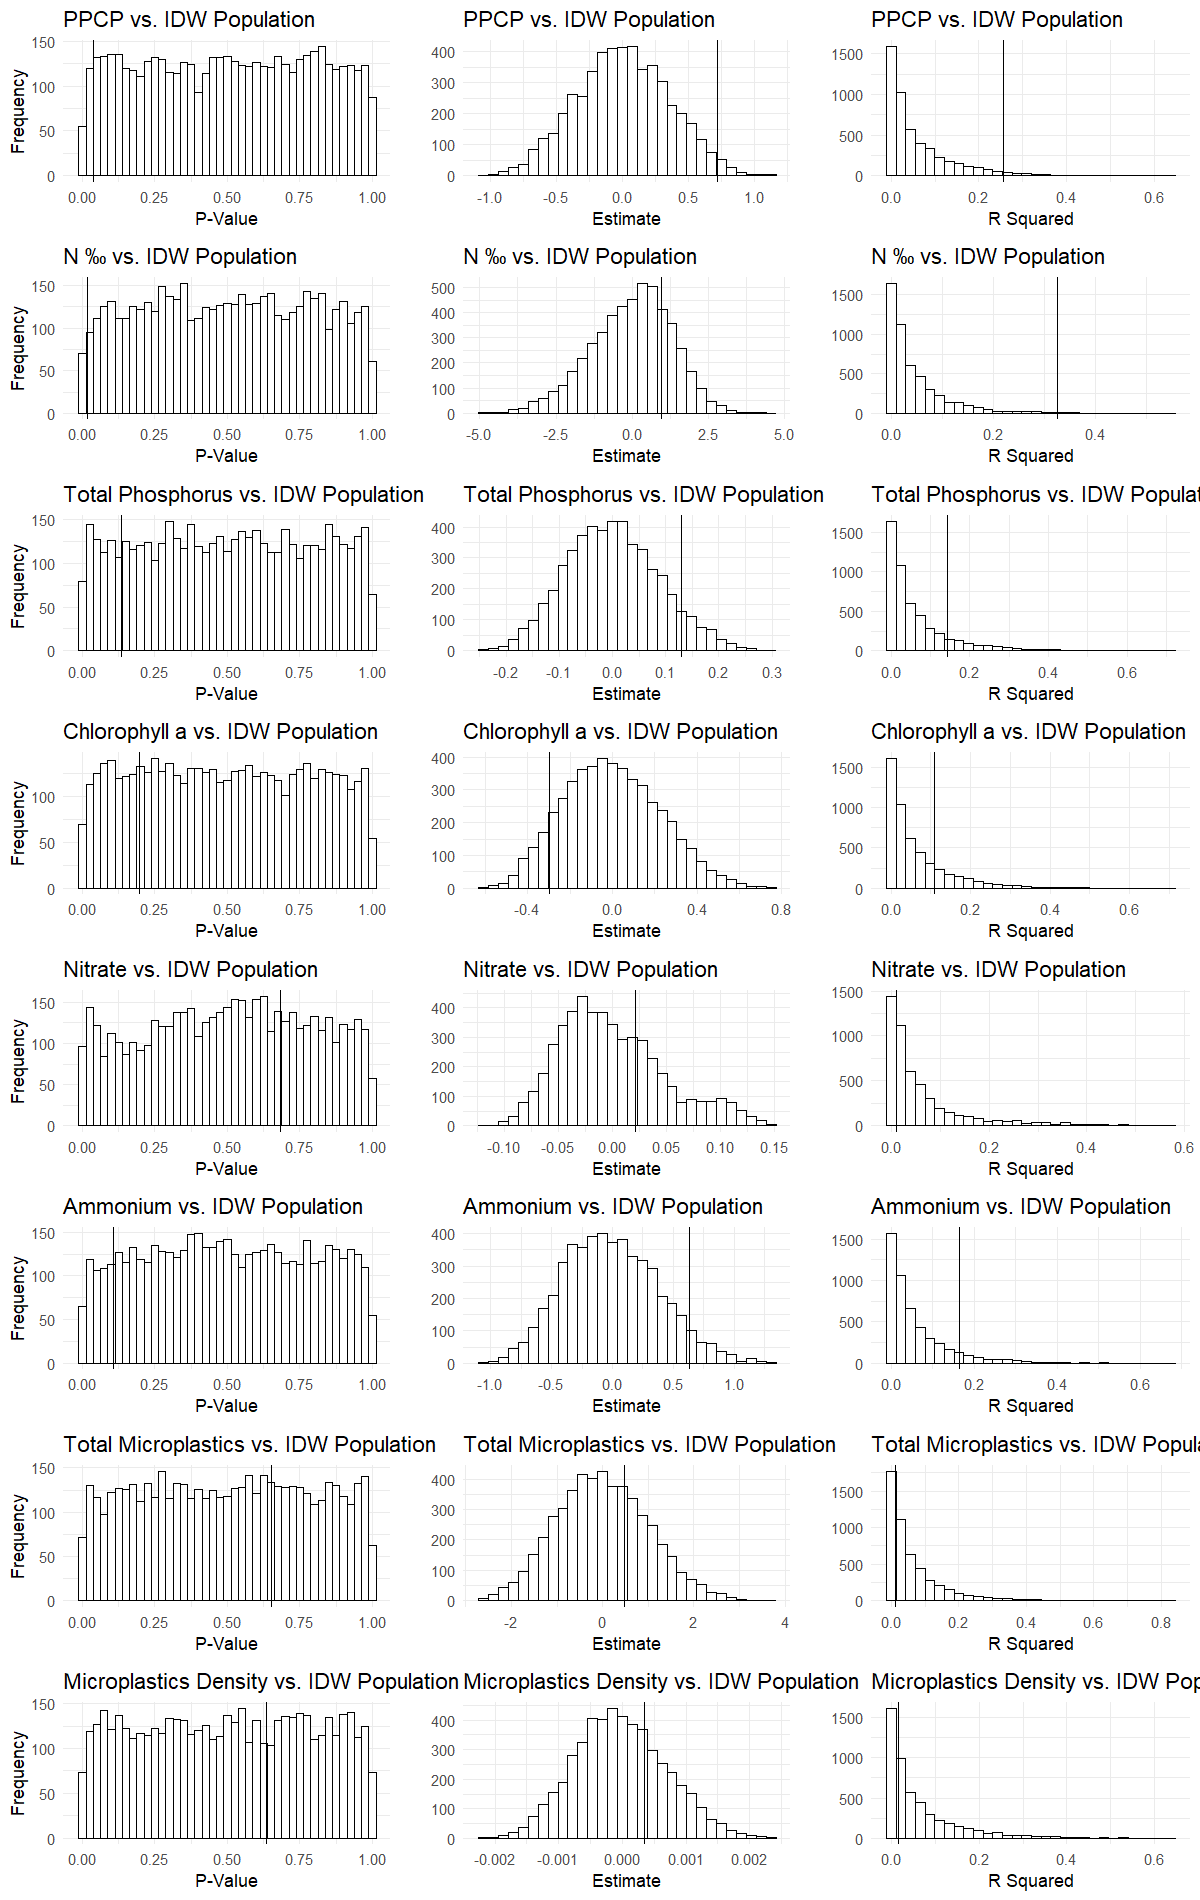 PPCP vs. IDW Population
PPCP vs. IDW Population
PPCP vs. IDW Population
Frequency
150
100
50
0
0.00 0.25 0.50 0.75 1.00
P-Value
400
300
200
100
0
-1.0 -0.5 0.0 0.5 1.0
Estimate
1500
1000
500
0
0.0 0.2 0.4 0.6
R Squared
N ‰ vs. IDW Population
N ‰ vs. IDW Population
N ‰ vs. IDW Population
Frequency
150
100
50
0
0.00 0.25 0.50 0.75 1.00
P-Value
500
400
300
200
100
0
-5.0 -2.5 0.0 2.5 5.0
Estimate
1500
1000
500
0
0.0 0.2 0.4
R Squared
Total Phosphorus vs. IDW Population
Total Phosphorus vs. IDW Population
Total Phosphorus vs. IDW Populat
Frequency
150
100
50
0
0.00 0.25 0.50 0.75 1.00
P-Value
400
300
200
100
0
-0.2 -0.1 0.0 0.1 0.2 0.3
Estimate
1500
1000
500
0
0.0 0.2 0.4 0.6
R Squared
Chlorophyll a vs. IDW Population
Chlorophyll a vs. IDW Population
Chlorophyll a vs. IDW Population
Frequency
100
50
0
0.00 0.25 0.50 0.75 1.00
P-Value
400
300
200
100
0
-0.4 0.0 0.4 0.8
Estimate
1500
1000
500
0
0.0 0.2 0.4 0.6
R Squared
Nitrate vs. IDW Population
Nitrate vs. IDW Population
Nitrate vs. IDW Population
Frequency
150
100
50
0
0.00 0.25 0.50 0.75 1.00
P-Value
400
300
200
100
0
-0.10 -0.05 0.00 0.05 0.10 0.15
Estimate
1500
1000
500
0
0.0 0.2 0.4 0.6
R Squared
Ammonium vs. IDW Population
Ammonium vs. IDW Population
Ammonium vs. IDW Population
Frequency
150
100
50
0
0.00 0.25 0.50 0.75 1.00
P-Value
400
300
200
100
0
-1.0 -0.5 0.0 0.5 1.0
Estimate
1500
1000
500
0
0.0 0.2 0.4 0.6
R Squared
Total Microplastics vs. IDW Population
Total Microplastics vs. IDW Population
Total Microplastics vs. IDW Popula
Frequency
150
100
50
0
0.00 0.25 0.50 0.75 1.00
P-Value
400
300
200
100
0
-2 0 2 4
Estimate
1500
1000
500
0
0.0 0.2 0.4 0.6 0.8
R Squared
Microplastics Density vs. IDW Population
Microplastics Density vs. IDW Population
Microplastics Density vs. IDW Pop
Frequency
150
100
50
0
0.00 0.25 0.50 0.75 1.00
P-Value
400
300
200
100
0
-0.002 -0.001 0.000 0.001 0.002
Estimate
1500
1000
500
0
0.0 0.2 0.4 0.6
R Squared